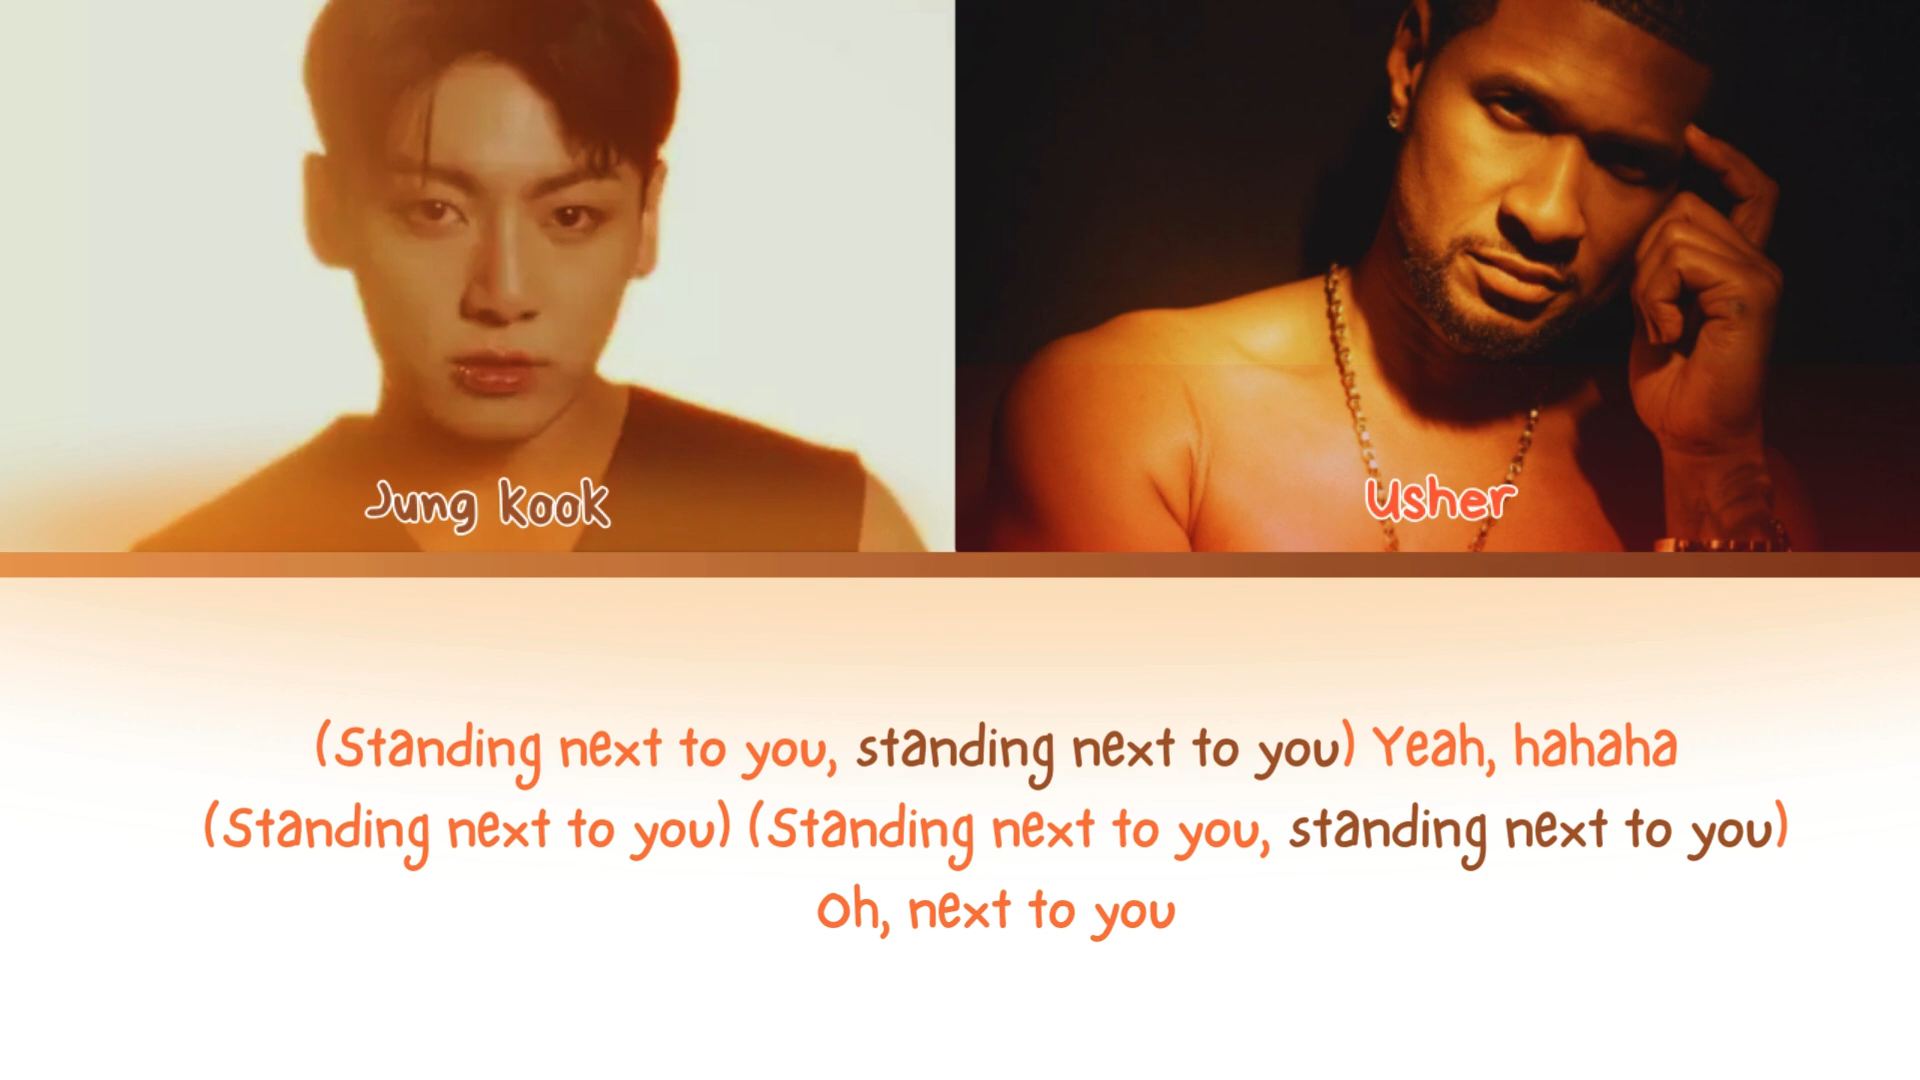 Jung Kook
Usher
(Standing next to you, standing next to you) Yeah, hahaha
(Standing next to you) (Standing next to you, standing next to you)
Oh, next to you